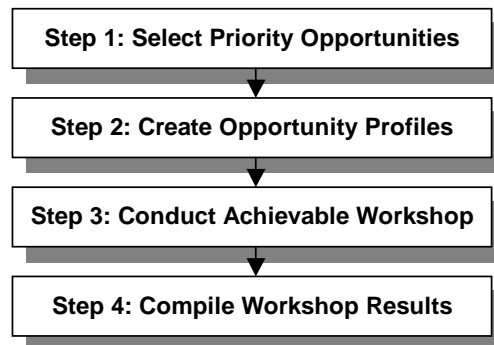 Step 1: Select Priority Opportunities
Step 2: Create Opportunity Profiles
Step 3: Conduct Achievable Workshop
Step 4: Compile Workshop Results